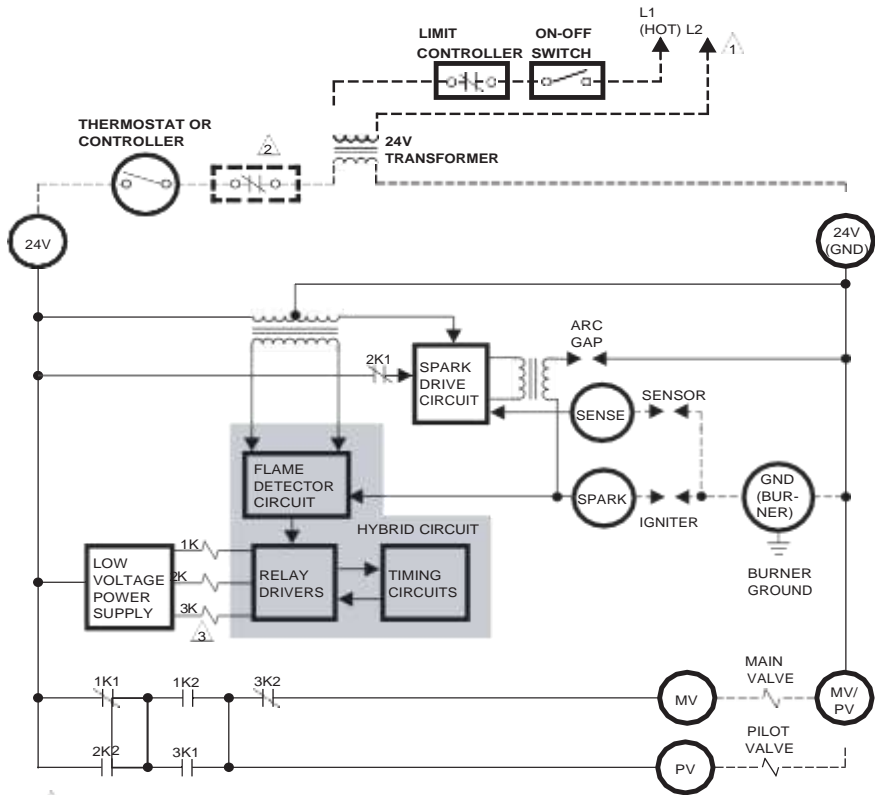 L1
(HOT) L2
1
LIMIT
CONTROLLER
ON-OFF
SWITCH
THERMOSTAT OR
CONTROLLER
2
24V
TRANSFORMER
24V
24V
(GND)
ARC
GAP
2K1
SPARK
DRIVE
CIRCUIT
SENSE
SENSOR
FLAME
DETECTOR
CIRCUIT
SPARK
IGNITER
GND
(BUR-
NER)
HYBRID CIRCUIT
BURNER
GROUND
LOW
VOLTAGE
POWER
SUPPLY
1K
2K
3K
3
RELAY
DRIVERS
TIMING
CIRCUITS
1K1
1K2
3K2
MV
MAIN
VALVE
MV/
PV
2K2
3K1
PV
PILOT
VALVE